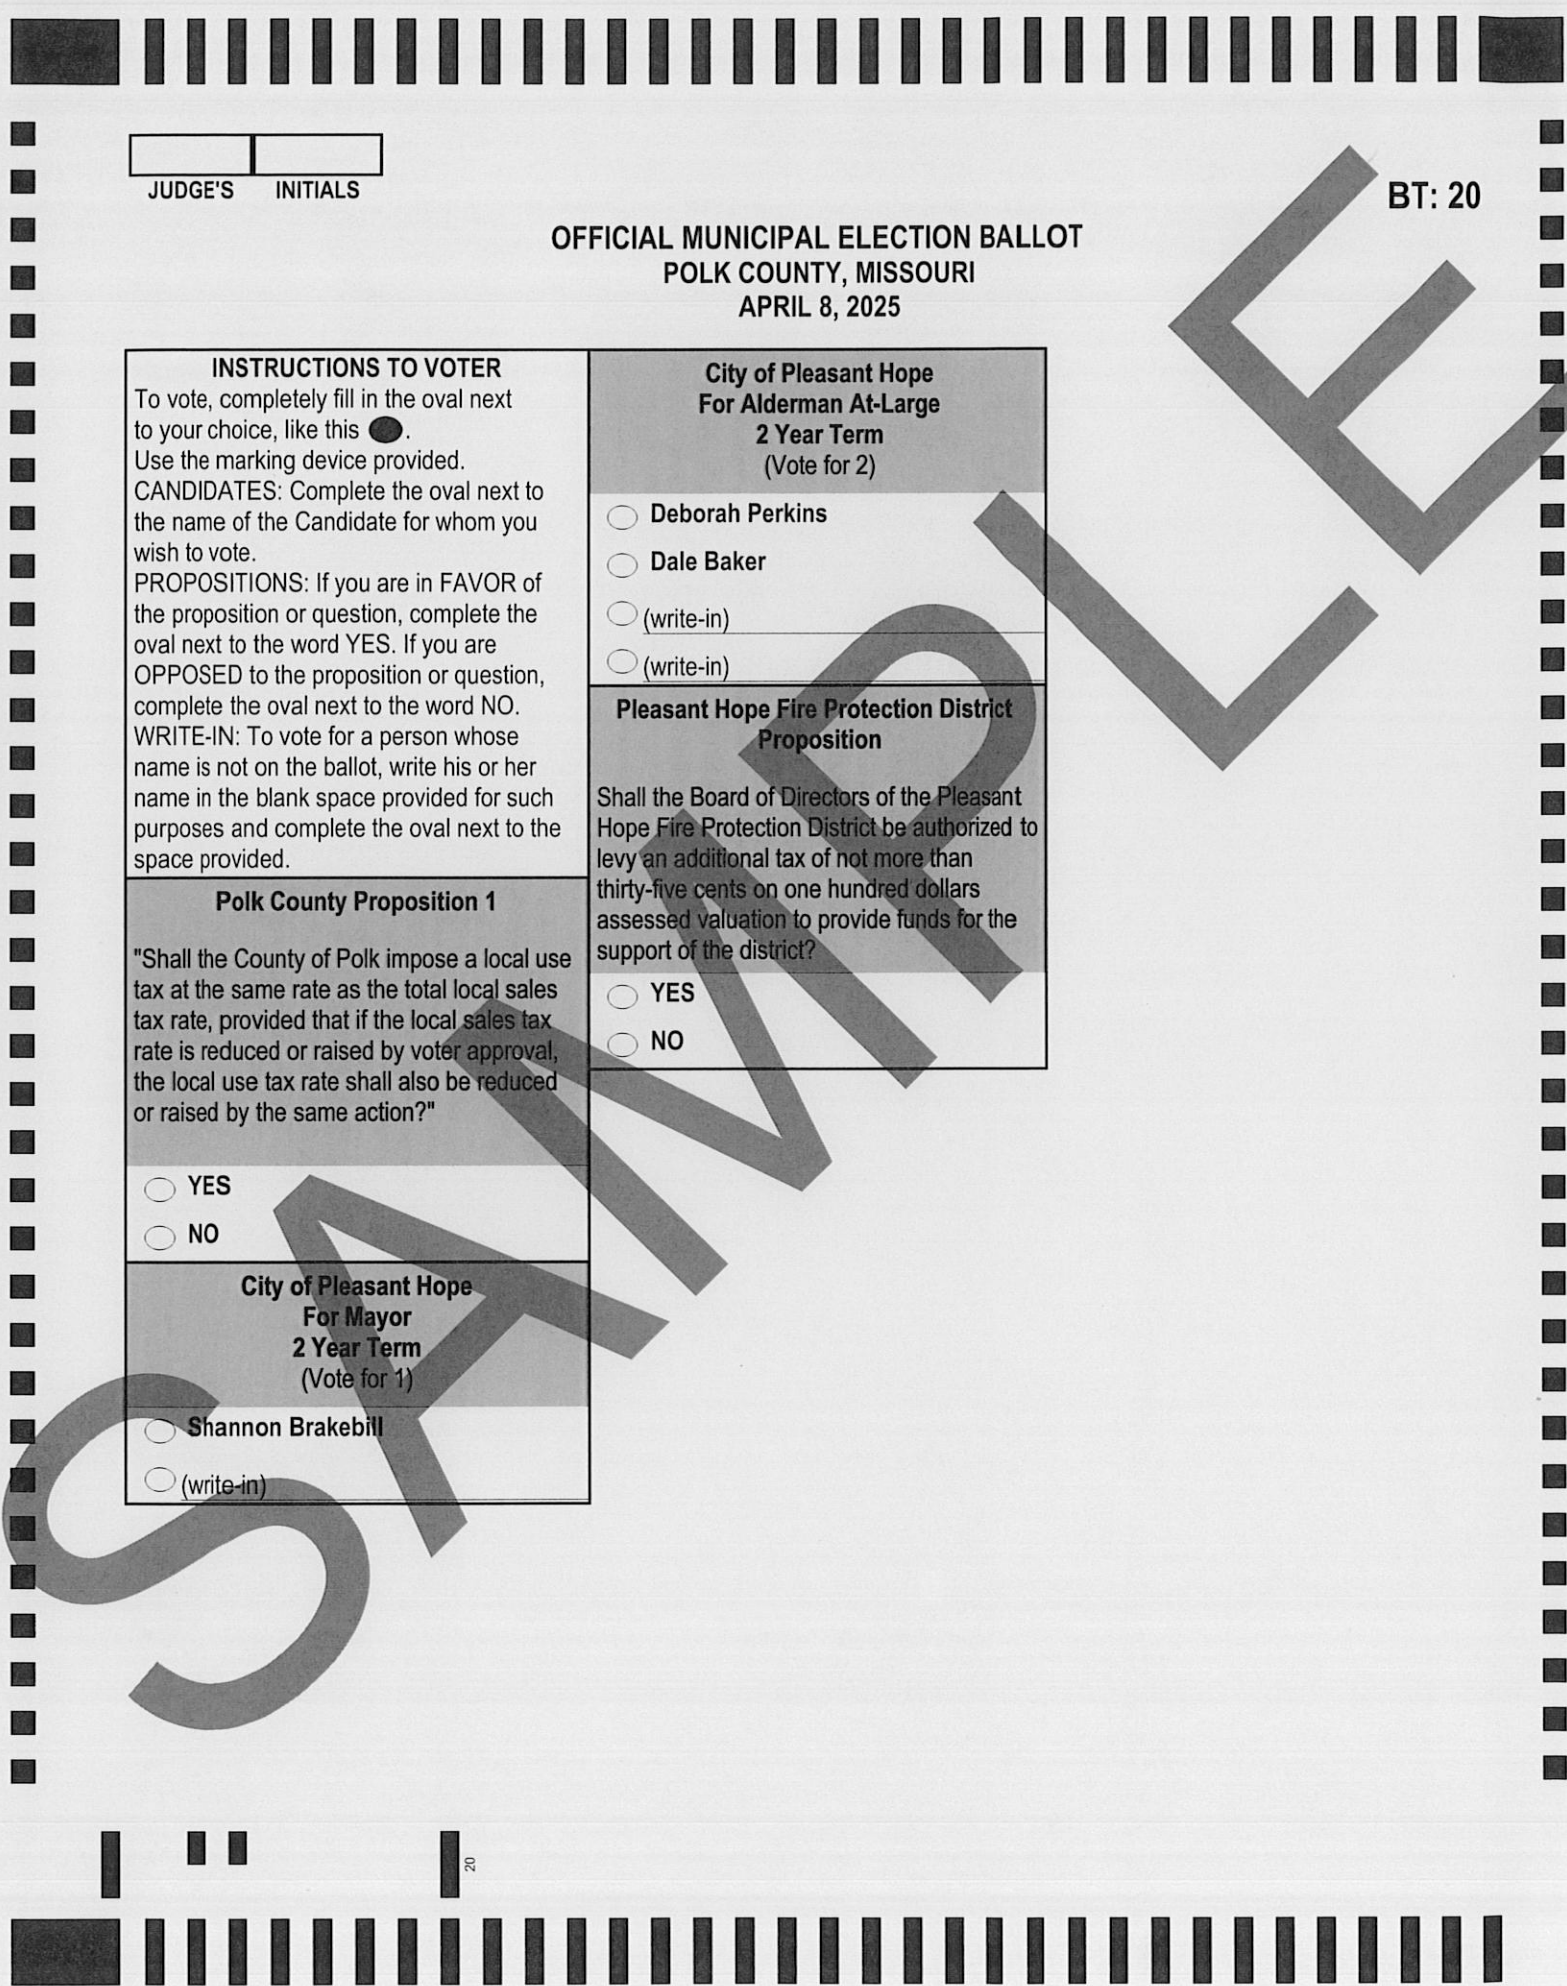 JUDGE'S INITIALS
BT: 20
OFFICIAL MUNICIPAL ELECTION BALLOT
POLK COUNTY, MISSOURI
APRIL 8, 2025
INSTRUCTIONS TO VOTER
To vote, completely fill in the oval next
to your choice, like this .
Use the marking device provided.
CANDIDATES: Complete the oval next to
the name of the Candidate for whom you
wish to vote.
PROPOSITIONS: If you are in FAVOR of
the proposition or question, complete the
oval next to the word YES. If you are
OPPOSED to the proposition or question,
complete the oval next to the word NO.
WRITE-IN: To vote for a person whose
name is not on the ballot, write his or her
name in the blank space provided for such
purposes and complete the oval next to the
space provided.
Polk County Proposition 1
"Shall the County of Polk impose a local use
tax at the same rate as the total local sales
tax rate, provided that if the local sales tax
rate is reduced or raised by voter approval,
the local use tax rate shall also be reduced
or raised by the same action?"
YES
NO
City of Pleasant Hope
For Mayor
2 Year Term
(Vote for 1)
Shannon Brakebill
(write-in)
City of Pleasant Hope
For Alderman At-Large
2 Year Term
(Vote for 2)
Deborah Perkins
Dale Baker
(write-in)
(write-in)
Pleasant Hope Fire Protection District
Proposition
Shall the Board of Directors of the Pleasant
Hope Fire Protection District be authorized to
levy an additional tax of not more than
thirty-five cents on one hundred dollars
assessed valuation to provide funds for the
support of the district?
YES
NO
SAMPLE
20